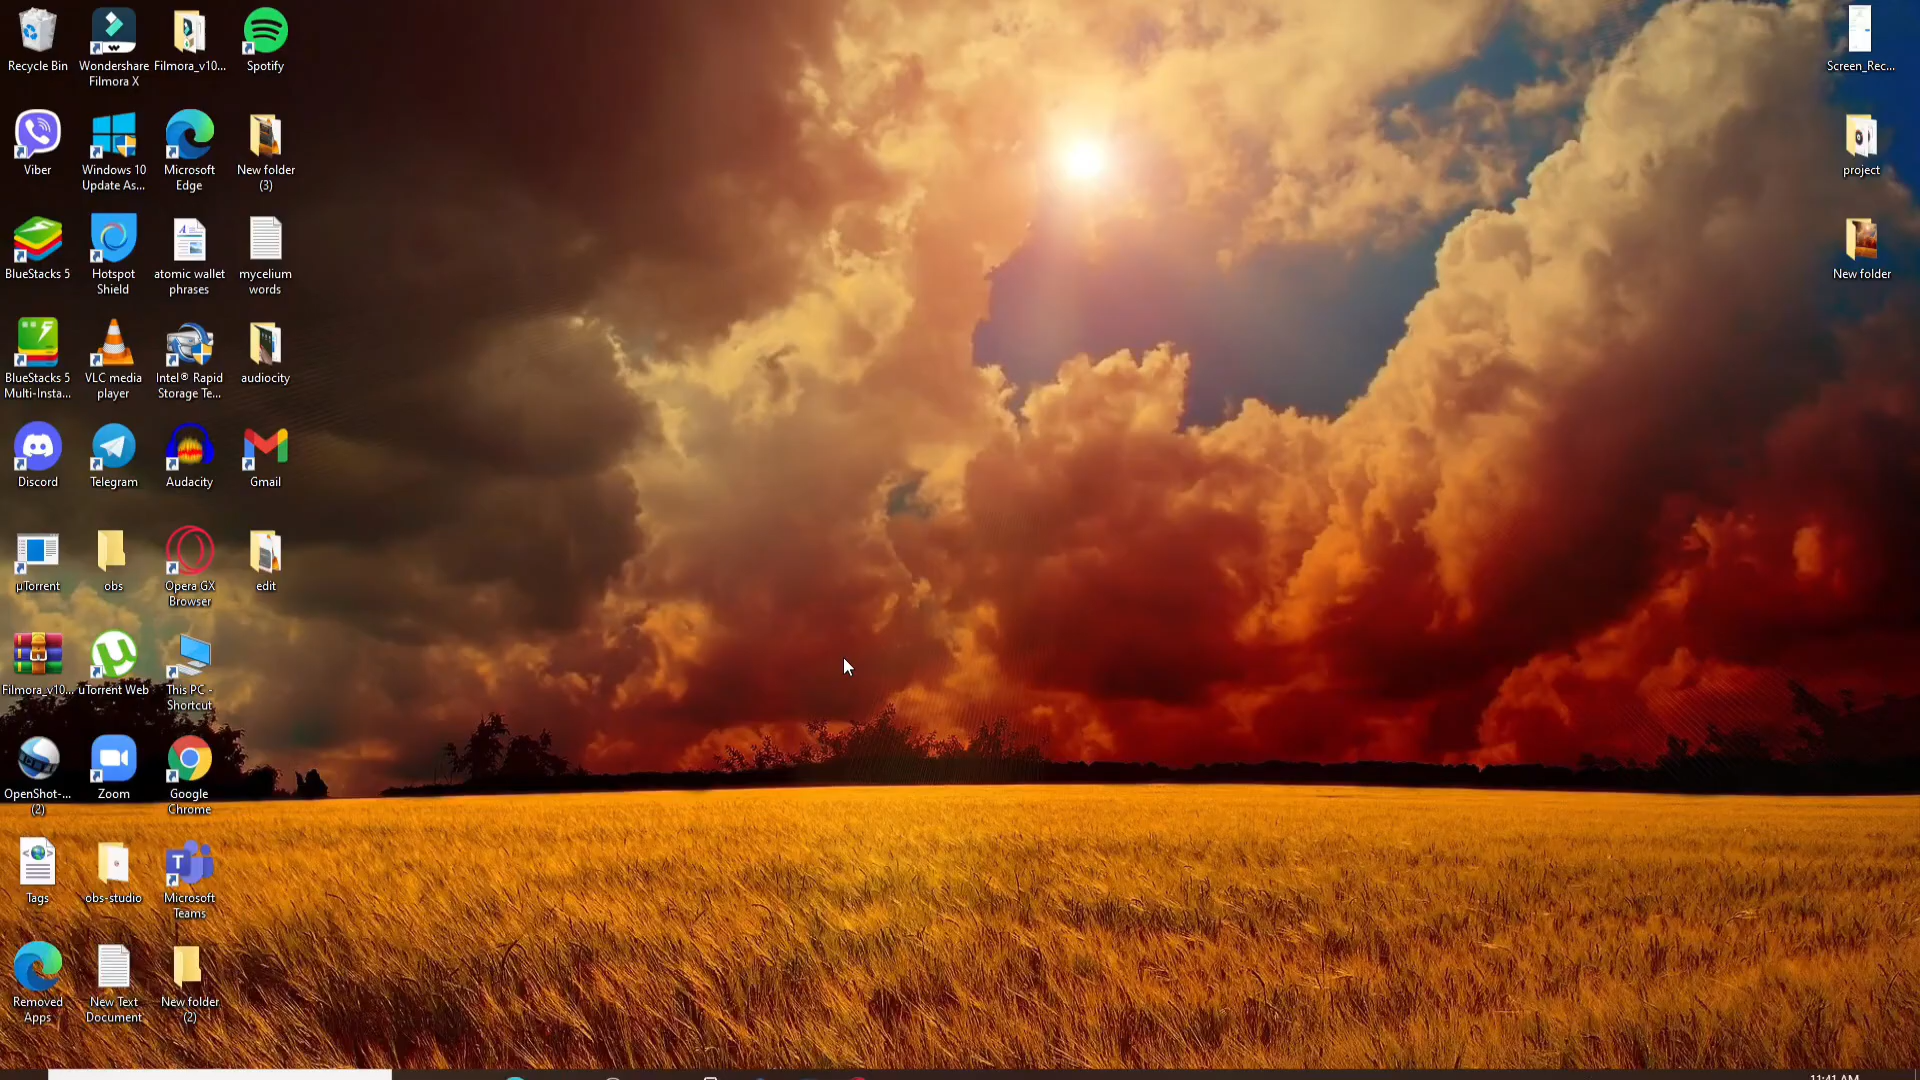 Recycle Bin
Wondershare
Filmora X
Filmora_v10...
Spotify
Viber
Windows 10
Update As...
Microsoft
Edge
New folder
(3)
BlueStacks 5
Hotspot
Shield
atomic wallet
phrases
mycelium
words
BlueStacks 5
Multi-Insta...
VLC media
player
Intel® Rapid
Storage Te...
audiocity
Discord
Telegram
Audacity
Gmail
µTorrent
obs
Opera GX
Browser
edit
Filmora_v10...
uTorrent Web
This PC -
Shortcut
OpenShot-...
(2)
Zoom
Google
Chrome
Tags
obs-studio
Microsoft
Teams
Removed
Apps
New Text
Document
New folder
(2)
Screen_Rec...
project
New folder
11:41 AM